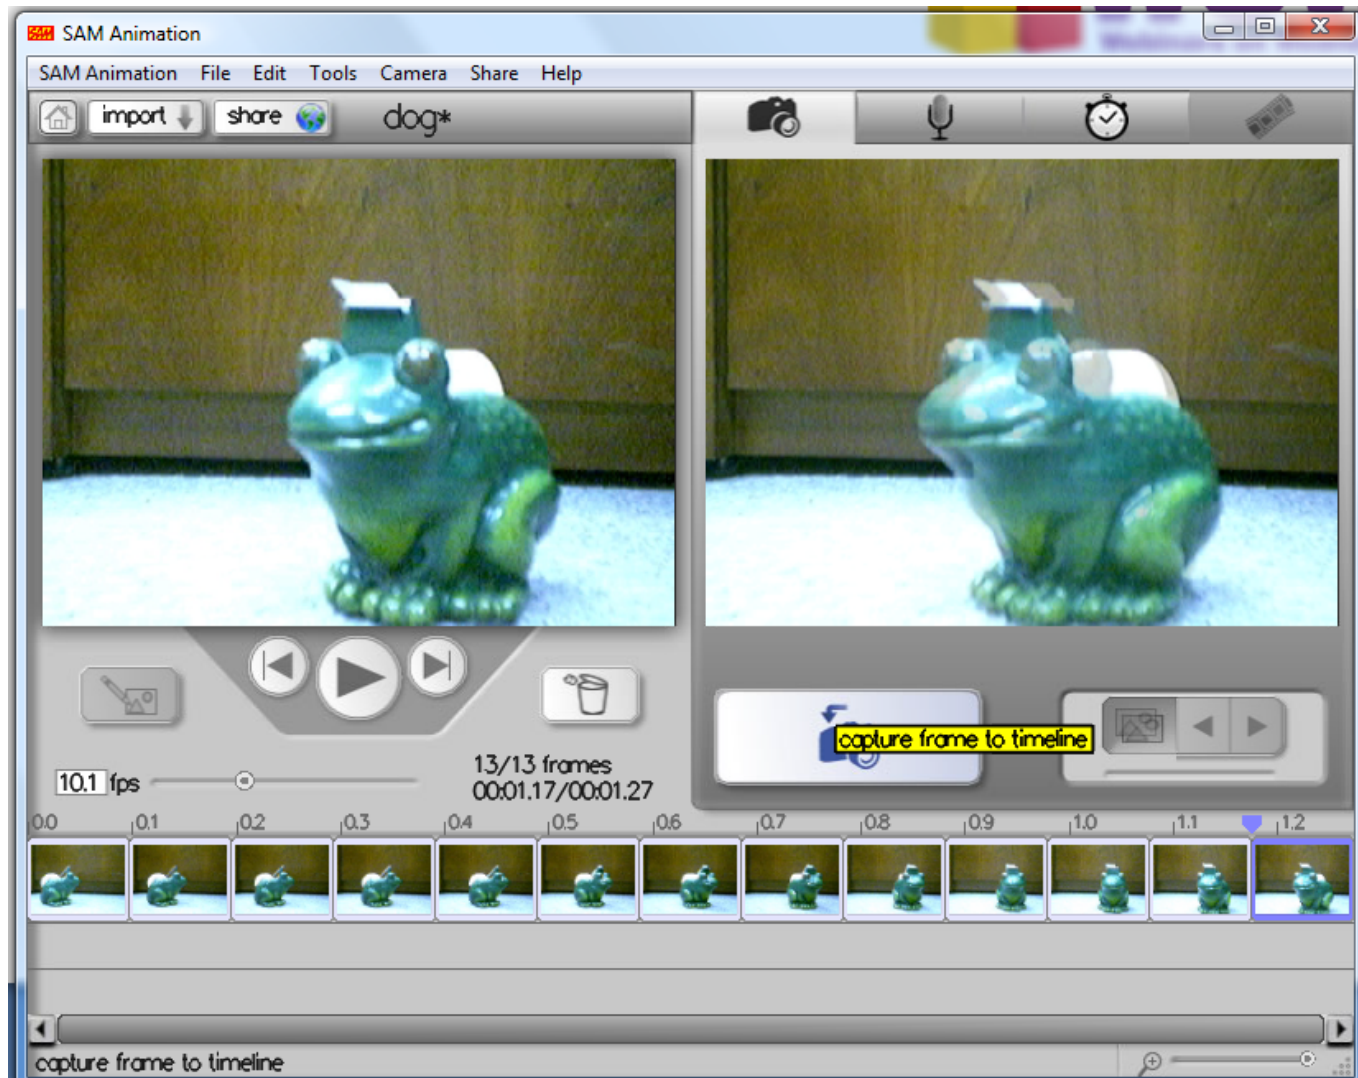 SAM SAM Animation
SAM Animation File Edit Tools Camera Share Help
import share dog*
capture frame to timeline
10.1 fps
13/13 frames
00:01.17/00:01.27
0.0 0.1 0.2 0.3 0.4 0.5 0.6 0.7 0.8 0.9 1.0 1.1 1.2
capture frame to timeline